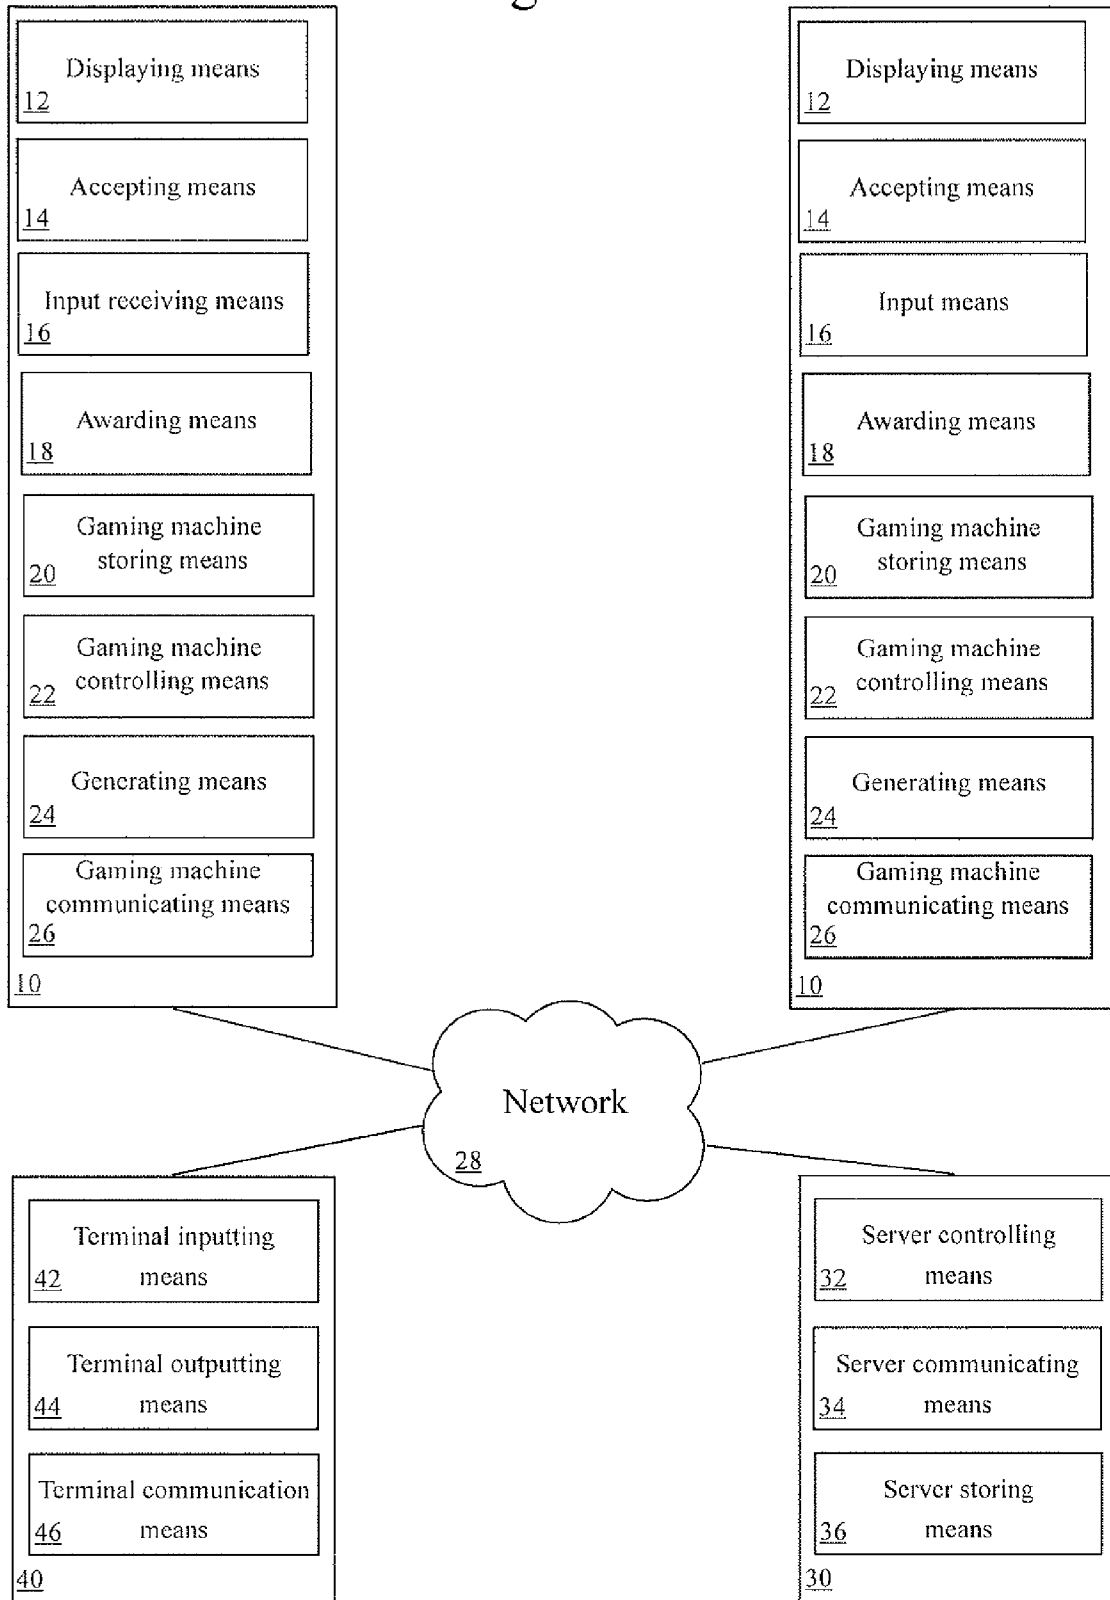 Displaying means
12
Accepting means
14
Input receiving means
16
Awarding means
18
Gaming machine
storing means
20
Gaming machine
controlling means
22
Generating means
24
Gaming machine
communicating means
26
10
Displaying means
12
Accepting means
14
Input means
16
Awarding means
18
Gaming machine
storing means
20
Gaming machine
controlling means
22
Generating means
24
Gaming machine
communicating means
26
10
Network
28
Terminal inputting
means
42
Terminal outputting
means
44
Terminal communication
means
46
40
Server controlling
means
32
Server communicating
means
34
Server storing
means
36
30